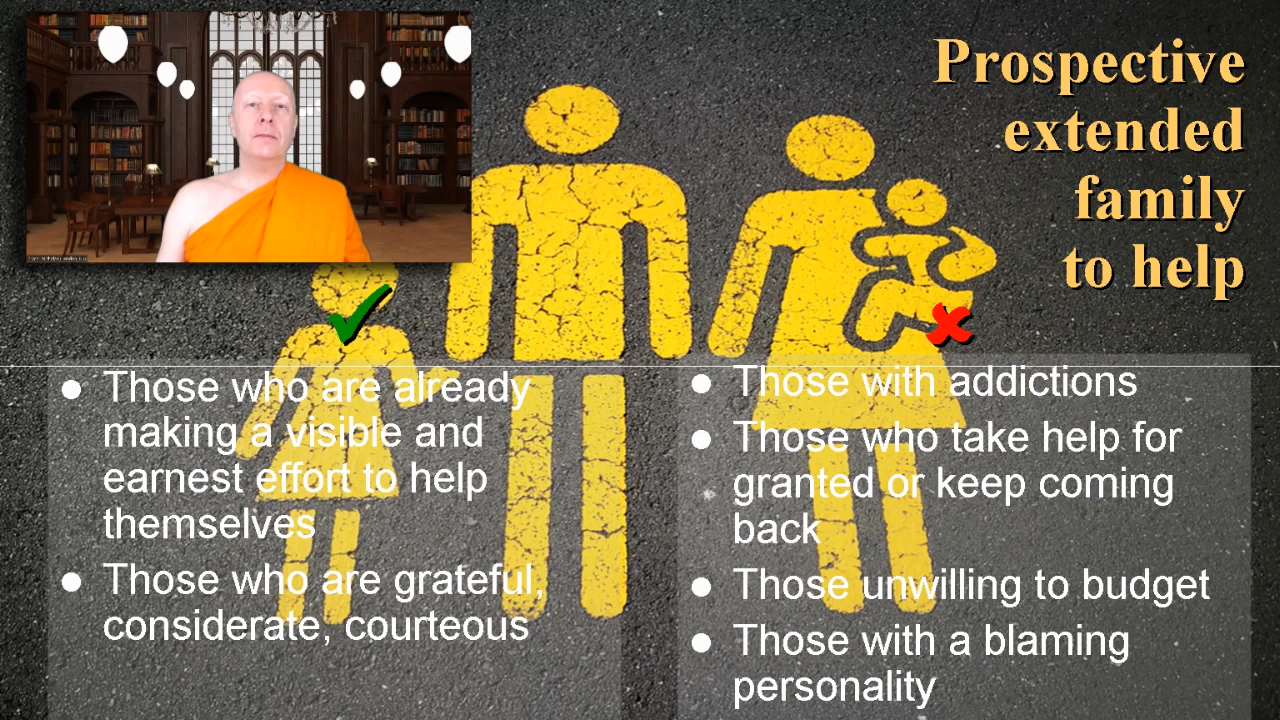 Prospective
extended
family
to help
✔
✘
● Those who are already
making a visible and
earnest effort to help
themselves
● Those who are grateful,
considerate, courteous
● Those with addictions
● Those who take help for
granted or keep coming
back
● Those unwilling to budget
● Those with a blaming
personality